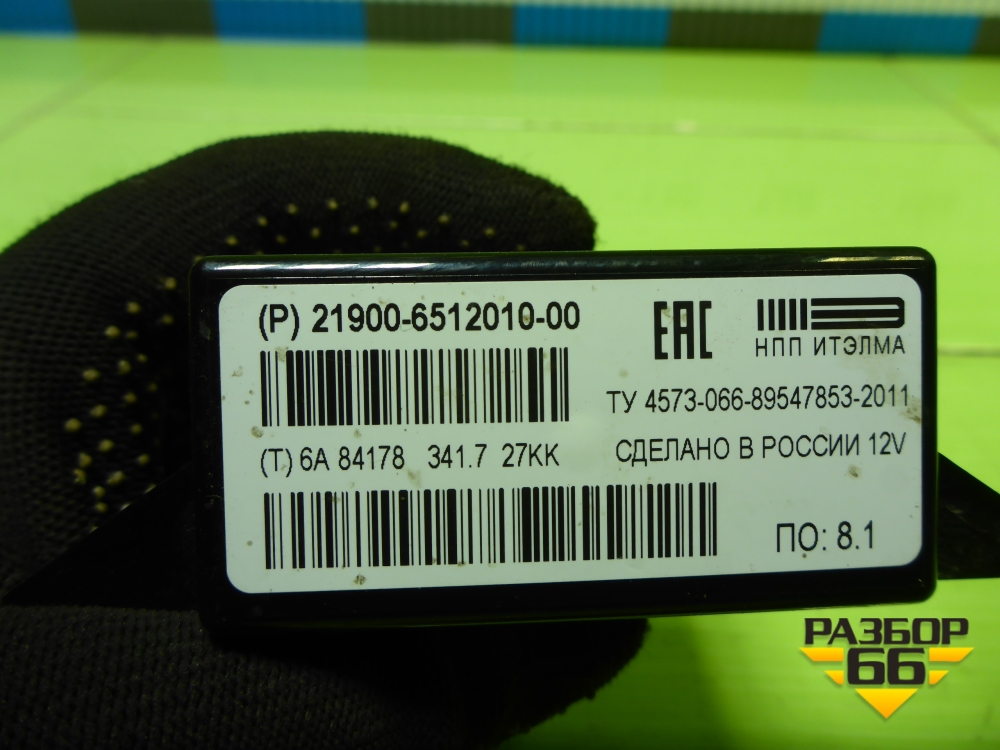 (P) 21900-6512010-00
EAC
НПП ИТЭЛМА
ТУ 4573-066-89547853-2011
(T) 6A 84178 341.7 27KK
СДЕЛАНО В РОССИИ 12V
ПО: 8.1
РАЗБОР
66